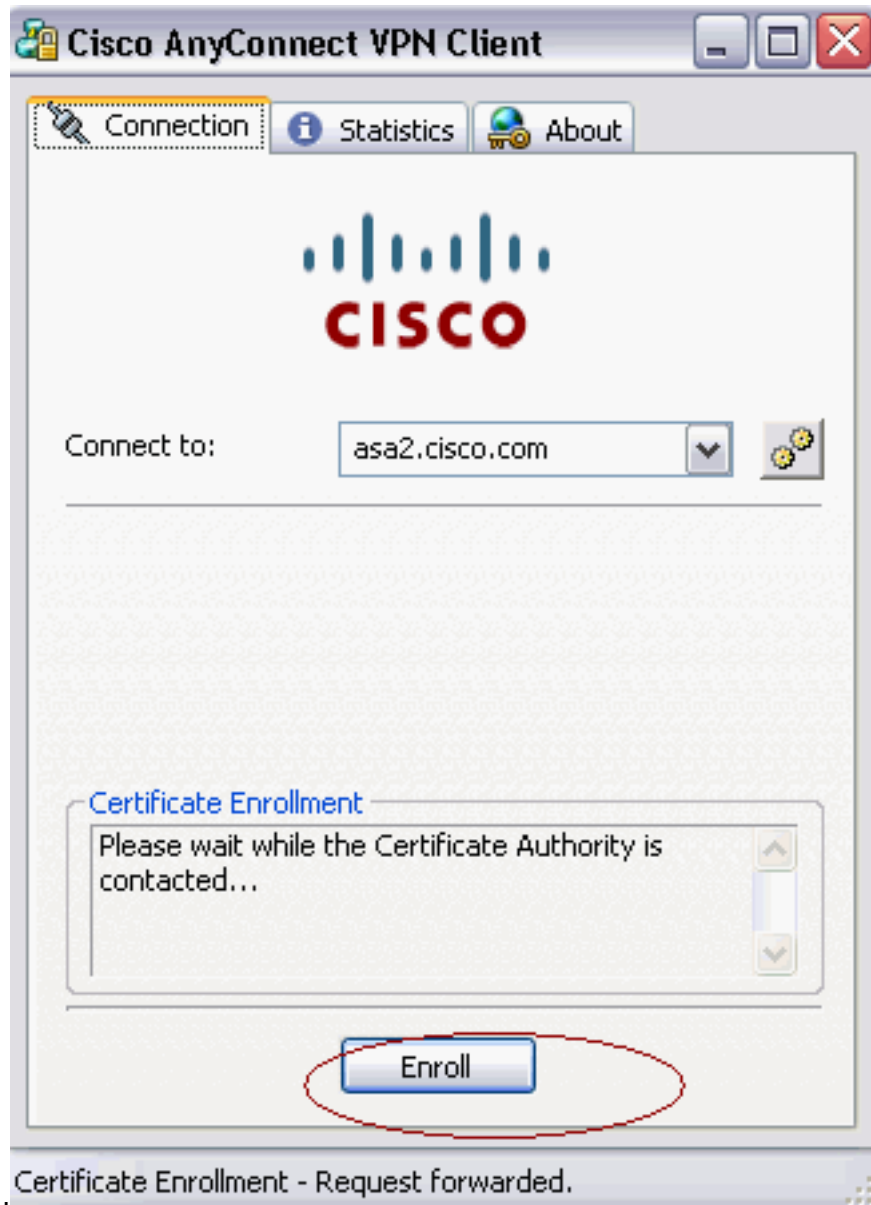 Cisco AnyConnect VPN Client
Connection
Statistics
About
CISCO
Connect to:
asa2.cisco.com
Certificate Enrollment
Please wait while the Certificate Authority is
contacted...
Enroll
Certificate Enrollment - Request forwarded.
.